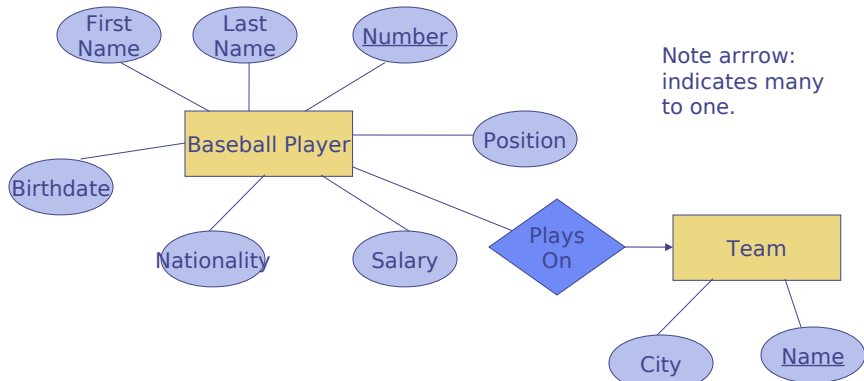 First
Name
Last
Name
Number
Note arrrow:
indicates many
to one.
Baseball Player
Position
Birthdate
Nationality
Salary
Plays
On
Team
City
Name